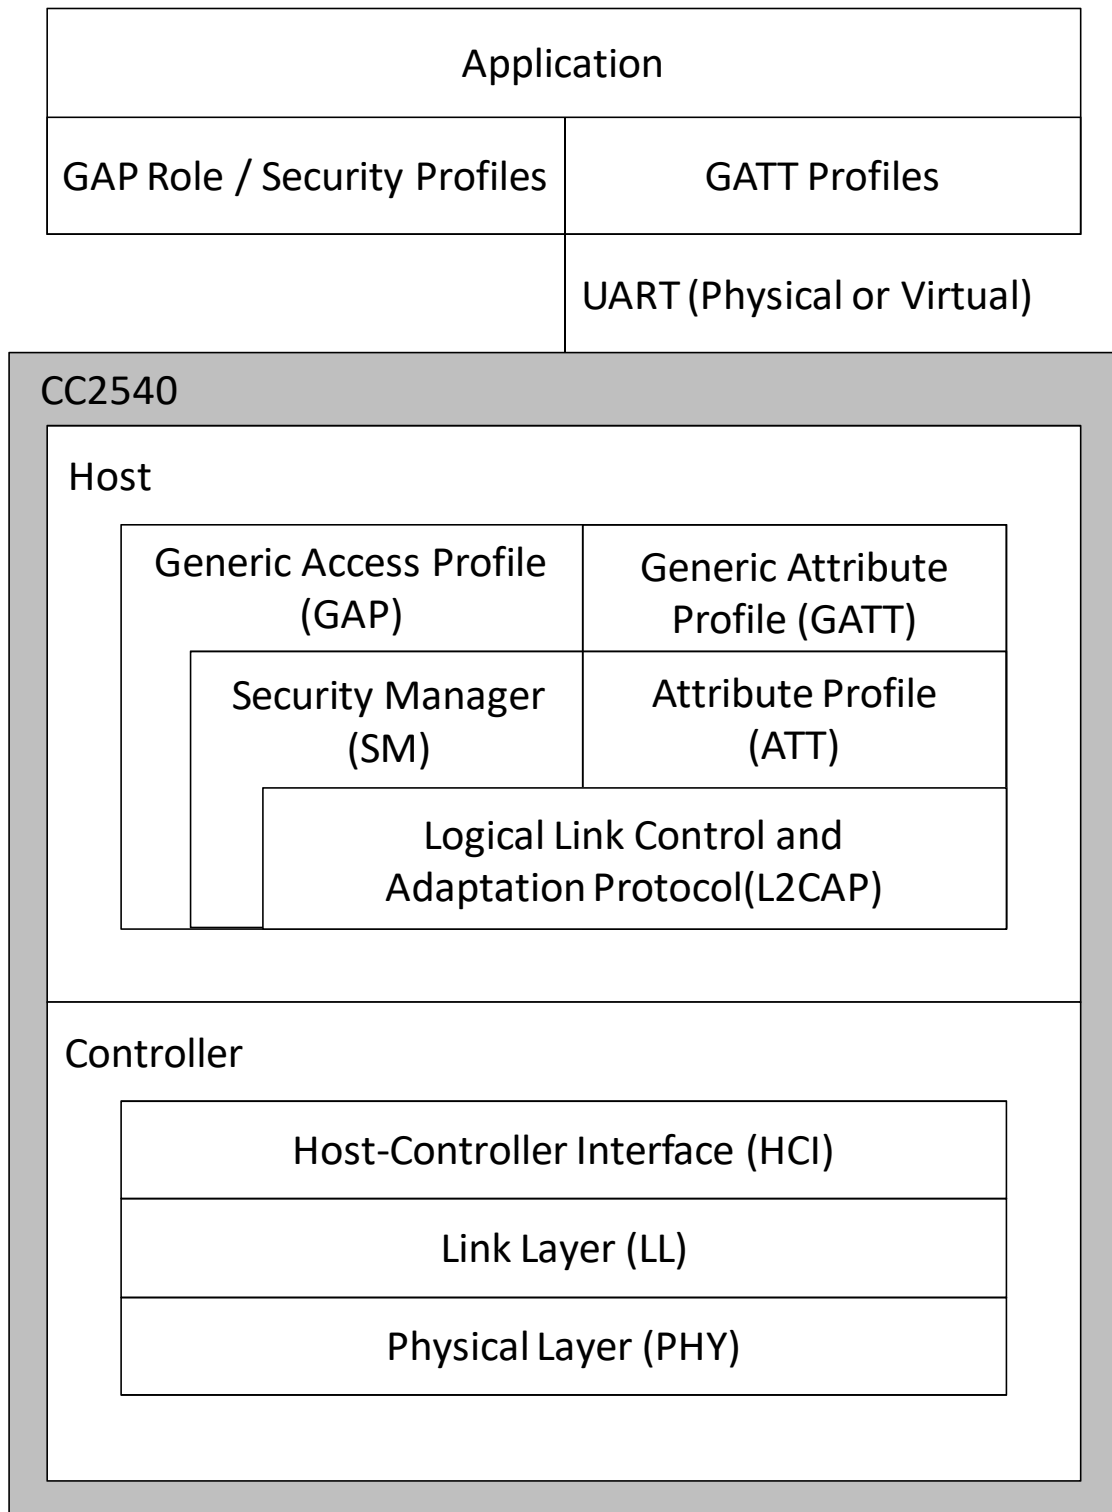 Application
GAP Role / Security Profiles
GATT Profiles
UART (Physical or Virtual)
CC2540
Host
Generic Access Profile
(GAP)
Generic Attribute
Profile (GATT)
Security Manager
(SM)
Attribute Profile
(ATT)
Logical Link Control and
Adaptation Protocol(L2CAP)
Controller
Host-Controller Interface (HCI)
Link Layer (LL)
Physical Layer (PHY)